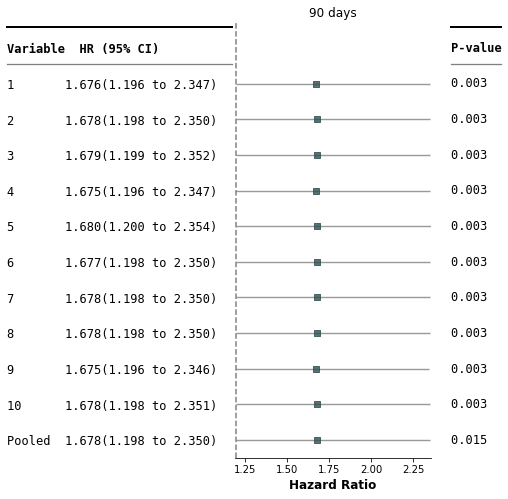 90 days
Variable HR (95% CI) P-value
1 1.676(1.196 to 2.347) 0.003
2 1.678(1.198 to 2.350) 0.003
3 1.679(1.199 to 2.352) 0.003
4 1.675(1.196 to 2.347) 0.003
5 1.680(1.200 to 2.354) 0.003
6 1.677(1.198 to 2.350) 0.003
7 1.678(1.198 to 2.350) 0.003
8 1.678(1.198 to 2.350) 0.003
9 1.675(1.196 to 2.346) 0.003
10 1.678(1.198 to 2.351) 0.003
Pooled 1.678(1.198 to 2.350) 0.015
1.25 1.50 1.75 2.00 2.25
Hazard Ratio